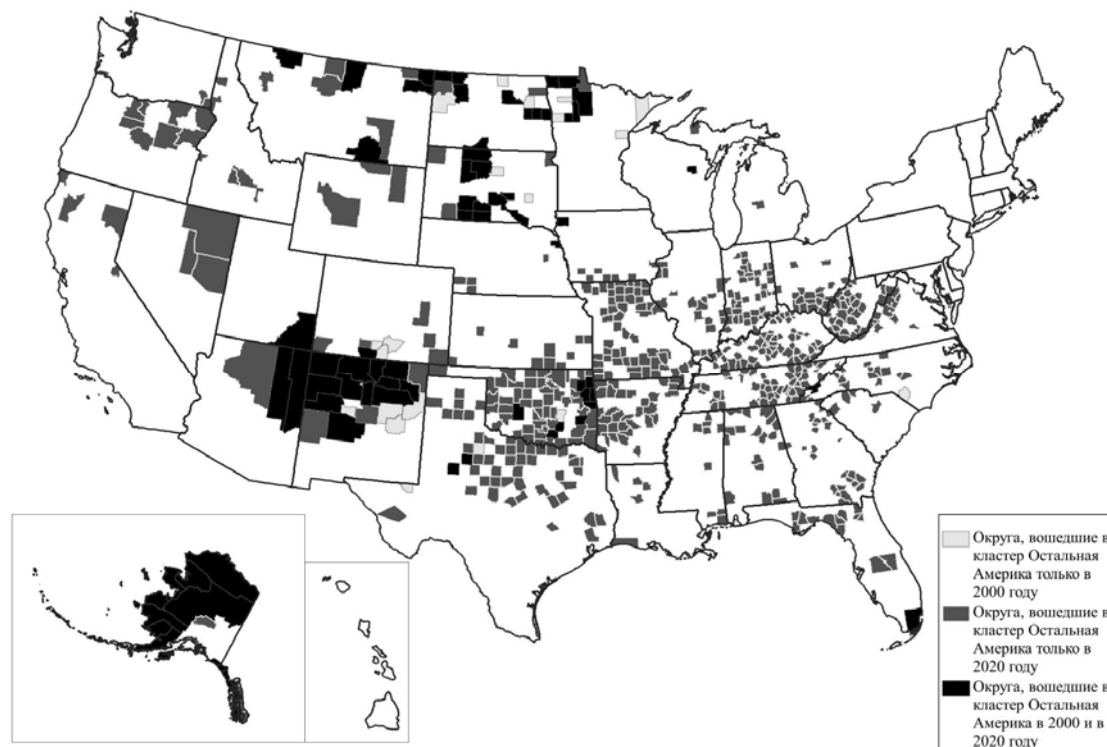 Округа, вошедшие в
кластер Остальная
Америка только в
2000 году
Округа, вошедшие в
кластер Остальная
Америка только в
2020 году
Округа, вошедшие в
кластер Остальная
Америка в 2000 и в
2020 году